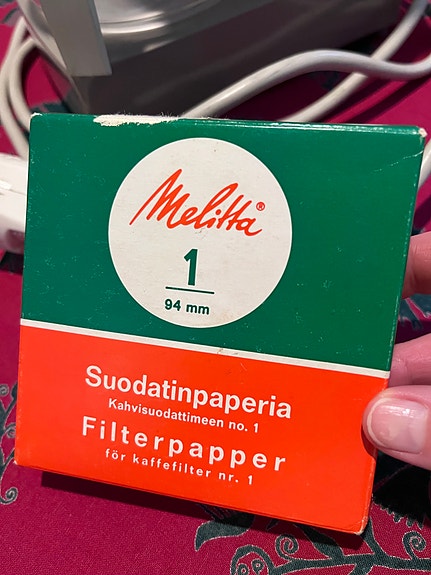 Melitta®
1
94 mm
Suodatinpaperia
Kahvisuodattimeen no. 1
Filterpapper
för kaffefilter nr. 1